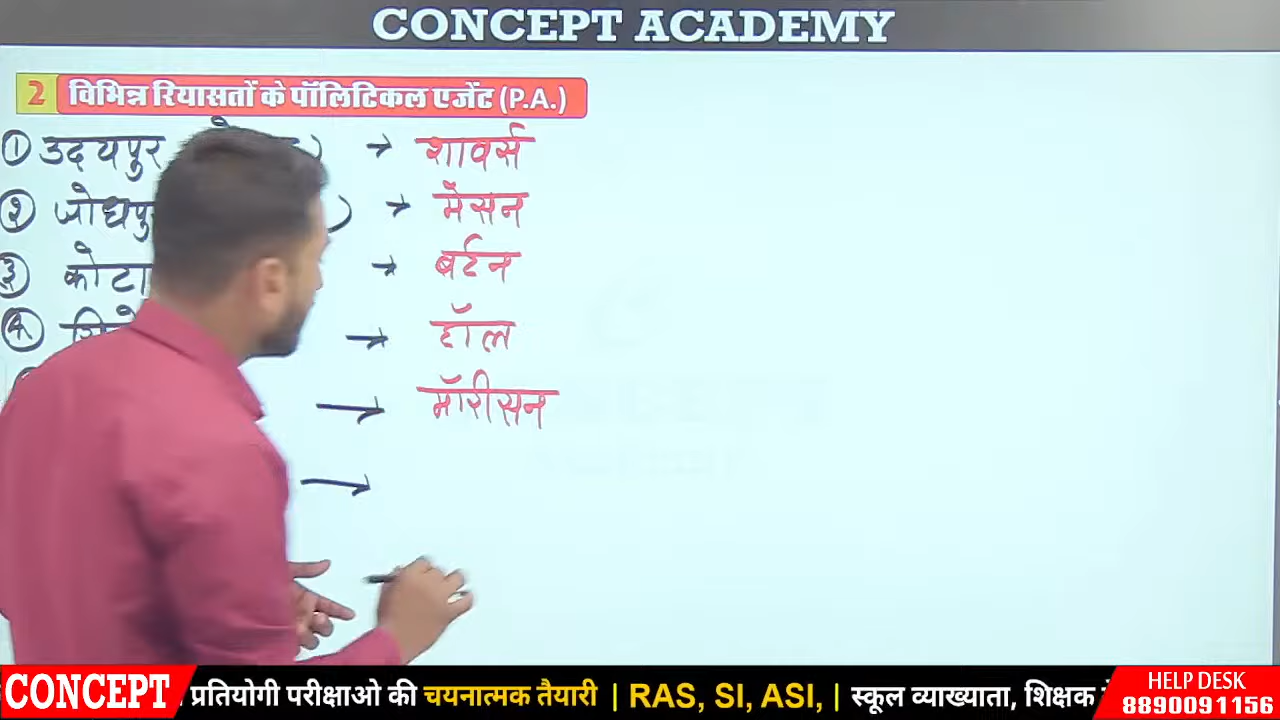 CONCEPT ACADEMY
2 विभिन्न रियासतों के पॉलिटिकल एजेंट (P.A.)
① उदयपुर ) → शावर्स
② जोधपुर ) → मेसन
③ कोटा → बर्टन
④ → हॉल
→ मॉरीसन
→
CONCEPT प्रतियोगी परीक्षाओ की चयनात्मक तैयारी | RAS, SI, ASI, | स्कूल व्याख्याता, शिक्षक
HELP DESK
8890091156